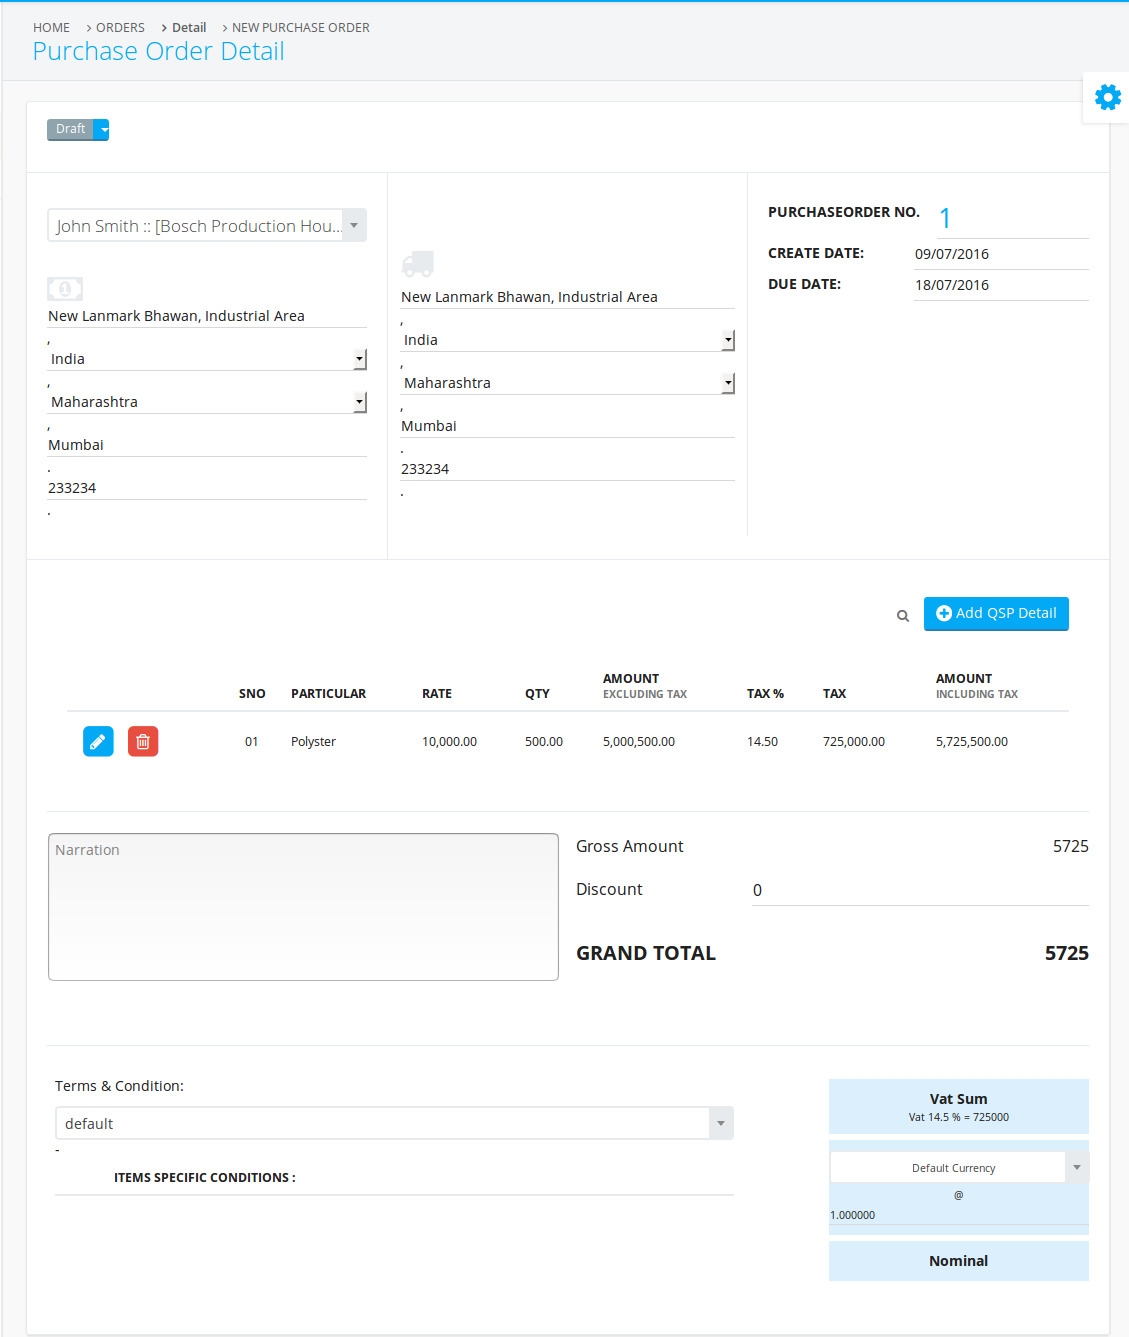 HOME > ORDERS > Detail > NEW PURCHASE ORDER
Purchase Order Detail
Draft
John Smith :: [Bosch Production Hou...
1
New Lanmark Bhawan, Industrial Area
,
India
,
Maharashtra
,
Mumbai
.
233234
.
New Lanmark Bhawan, Industrial Area
,
India
,
Maharashtra
,
Mumbai
.
233234
.
PURCHASEORDER NO. 1
CREATE DATE: 09/07/2016
DUE DATE: 18/07/2016
Add QSP Detail
SNO PARTICULAR RATE QTY AMOUNT EXCLUDING TAX TAX % TAX AMOUNT INCLUDING TAX
01 Polyster 10,000.00 500.00 5,000,500.00 14.50 725,000.00 5,725,500.00
Narration
Gross Amount 5725
Discount 0
GRAND TOTAL 5725
Terms & Condition:
default
-
ITEMS SPECIFIC CONDITIONS :
Vat Sum
Vat 14.5 % = 725000
Default Currency
@
1.000000
Nominal